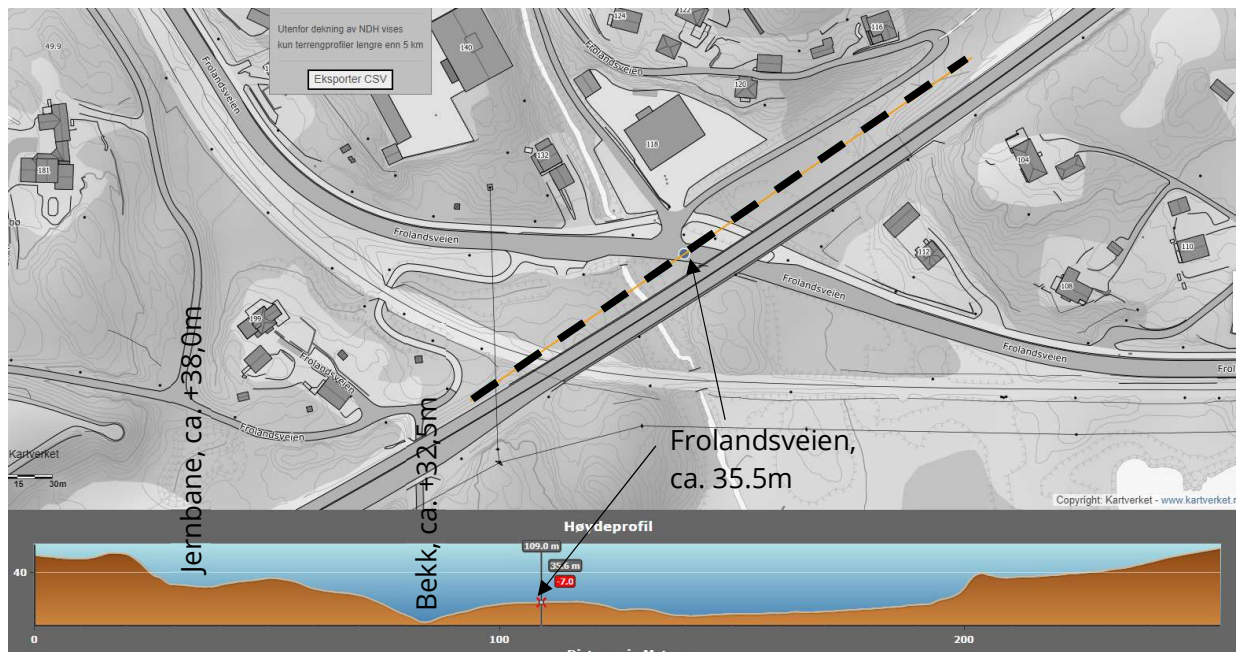 Utenfor dekning av NDH vises
kun terrengprofiler lengre enn 5 km
Eksporter CSV
49.9
124
122
116
140
Frolandsveien
Frolandsveien
120
118
132
181
104
Frolandsveien
112
110
108
Frolandsveien
199
Frolandsveien
Frolandsveien
Frolandsveien
Jernbane, ca. +38,0m
Bekk, ca. +32,5m
Frolandsveien,
ca. 35.5m
Kartverket
15 30m
Copyright: Kartverket - www.kartverket.n
Høydeprofil
109.0 m
35.6 m
-7.0
40
0 100 200